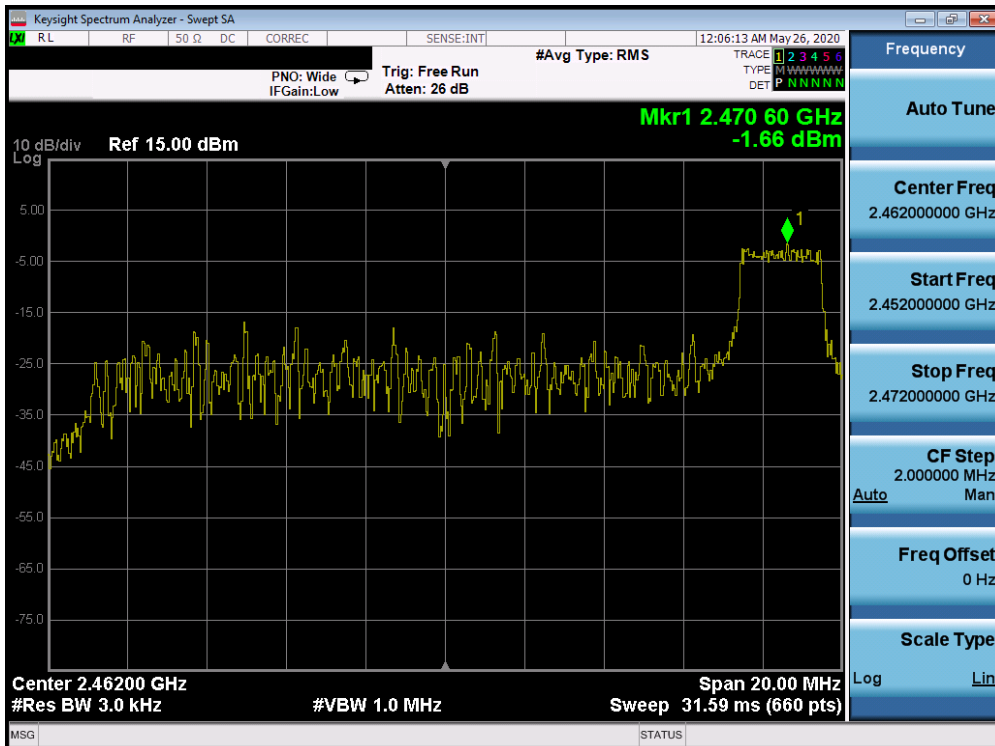 Keysight Spectrum Analyzer - Swept SA
LXI RL RF 50 Ω DC CORREC SENSE:INT 12:06:13 AM May 26, 2020
#Avg Type: RMS TRACE 1 2 3 4 5 6
PNO: Wide Trig: Free Run TYPE M WWWWW
IFGain:Low Atten: 26 dB DET P N N N N N
Mkr1 2.470 60 GHz
-1.66 dBm
10 dB/div Ref 15.00 dBm
Log
1
5.00
-5.00
-15.0
-25.0
-35.0
-45.0
-55.0
-65.0
-75.0
Center 2.46200 GHz Span 20.00 MHz
#Res BW 3.0 kHz #VBW 1.0 MHz Sweep 31.59 ms (660 pts)
MSG STATUS
Frequency
Auto Tune
Center Freq
2.462000000 GHz
Start Freq
2.452000000 GHz
Stop Freq
2.472000000 GHz
CF Step
2.000000 MHz
Auto Man
Freq Offset
0 Hz
Scale Type
Log Lin